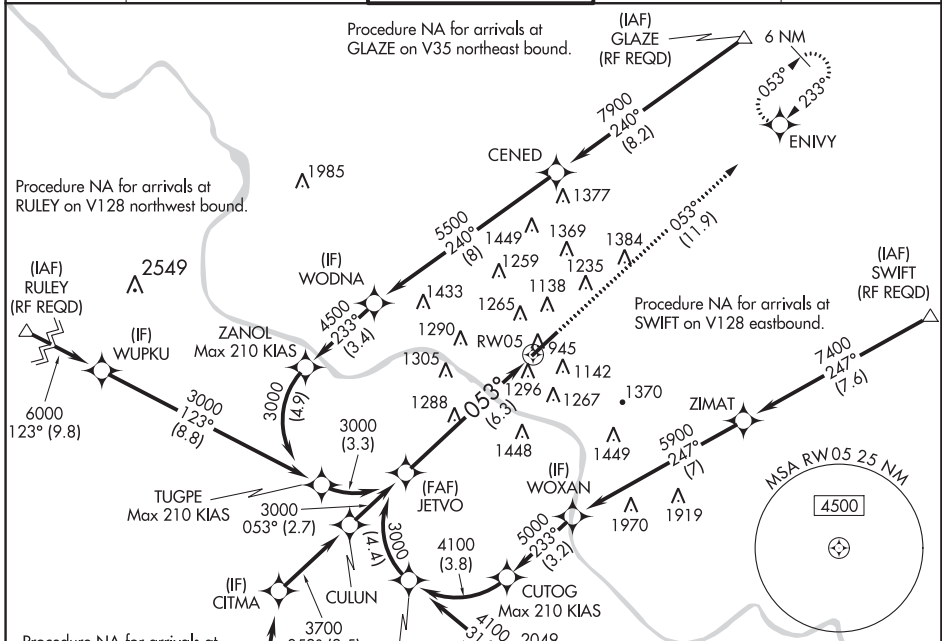 Procedure NA for arrivals at
GLAZE on V35 northeast bound.
(IAF)
GLAZE
(RF REQD)
6 NM
053°
233°
ENIVY
7900
240°
(8.2)
CENED
1985
1377
Procedure NA for arrivals at
RULEY on V128 northwest bound.
5500
240°
(8)
1449
1369
1384
053°
(11.9)
(IAF)
SWIFT
(RF REQD)
(IAF)
RULEY
(RF REQD)
2549
(IF)
WODNA
1259
1235
1433
1265
1138
Procedure NA for arrivals at
SWIFT on V128 eastbound.
4500
233°
(3.4)
ZANOL
Max 210 KIAS
(IF)
WUPKU
1290
RW05
945
1305
1142
7400
247°
(7.6)
6000
123° (9.8)
3000
123°
(8.8)
3000
(4.9)
053°
(6.3)
1296
1267
1370
ZIMAT
1288
3000
(3.3)
1448
1449
5900
247°
(7)
MSA RW05 25 NM
4500
TUGPE
Max 210 KIAS
(FAF)
JETVO
(IF)
WOXAN
1970
1919
3000
053° (2.7)
3000
(4.4)
4100
(3.8)
5000
233°
(3.2)
(IF)
CITMA
CULUN
CUTOG
Max 210 KIAS
3700
4100
2049
Procedure NA for arrivals at